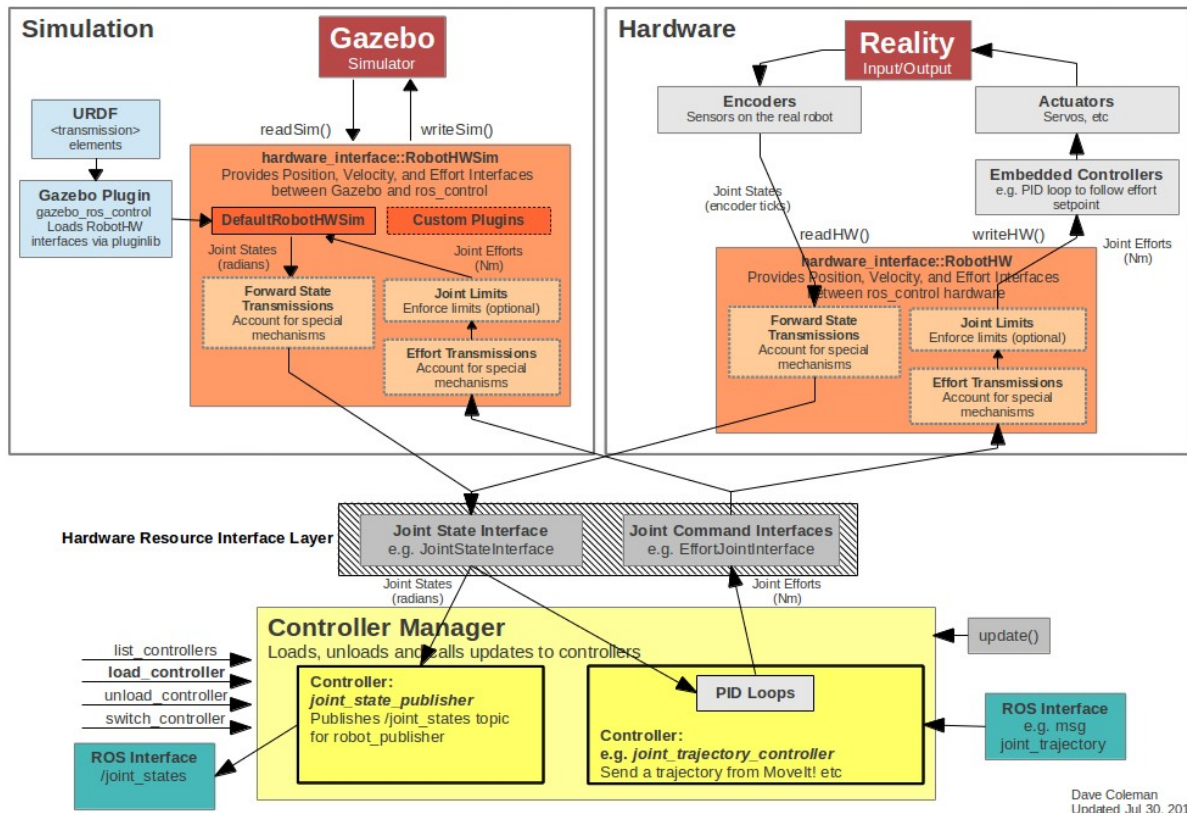 Simulation
Gazebo
Simulator
URDF
<transmission>
elements
readSim()
writeSim()
Gazebo Plugin
gazebo_ros_control
Loads RobotHW
interfaces via pluginlib
hardware_interface::RobotHWSim
Provides Position, Velocity, and Effort Interfaces
between Gazebo and ros_control
DefaultRobotHWSim
Custom Plugins
Joint States
(radians)
Joint Efforts
(Nm)
Forward State
Transmissions
Account for special
mechanisms
Joint Limits
Enforce limits (optional)
Effort Transmissions
Account for special
mechanisms
Hardware
Reality
Input/Output
Encoders
Sensors on the real robot
Actuators
Servos, etc
Embedded Controllers
e.g. PID loop to follow effort
setpoint
Joint States
(encoder ticks)
readHW()
writeHW()
Joint Efforts
(Nm)
hardware_interface::RobotHW
Provides Position, Velocity, and Effort Interfaces
between ros_control hardware
Forward State
Transmissions
Account for special
mechanisms
Joint Limits
Enforce limits (optional)
Effort Transmissions
Account for special
mechanisms
Hardware Resource Interface Layer
Joint State Interface
e.g. JointStateInterface
Joint Command Interfaces
e.g. EffortJointInterface
Joint States
(radians)
Joint Efforts
(Nm)
Controller Manager
Loads, unloads and calls updates to controllers
update()
list_controllers
load_controller
unload_controller
switch_controller
Controller:
joint_state_publisher
Publishes /joint_states topic
for robot_publisher
PID Loops
Controller:
e.g. joint_trajectory_controller
Send a trajectory from MoveIt! etc
ROS Interface
/joint_states
ROS Interface
e.g. msg
joint_trajectory
Dave Coleman
Updated Jul 30, 201